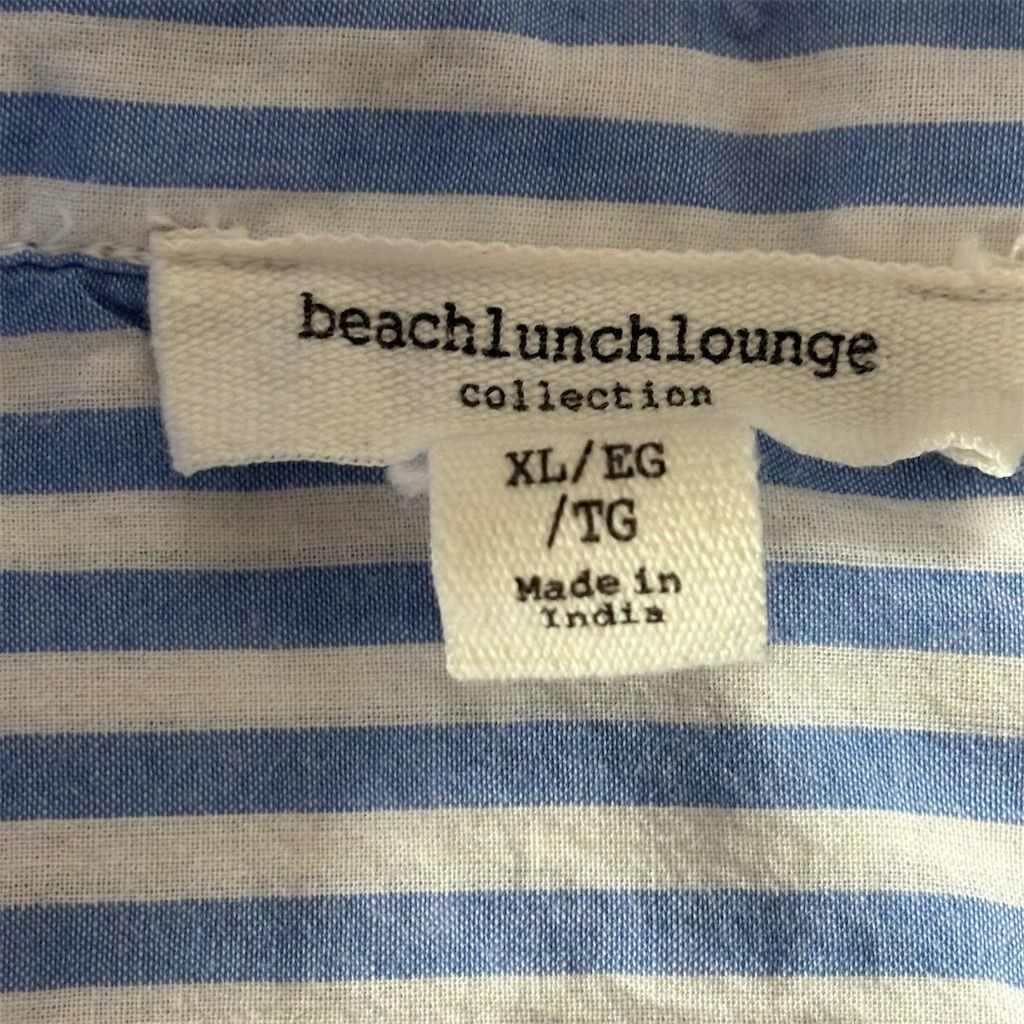 beachlunchlounge
collection
XL/EG
/TG
Made in
India